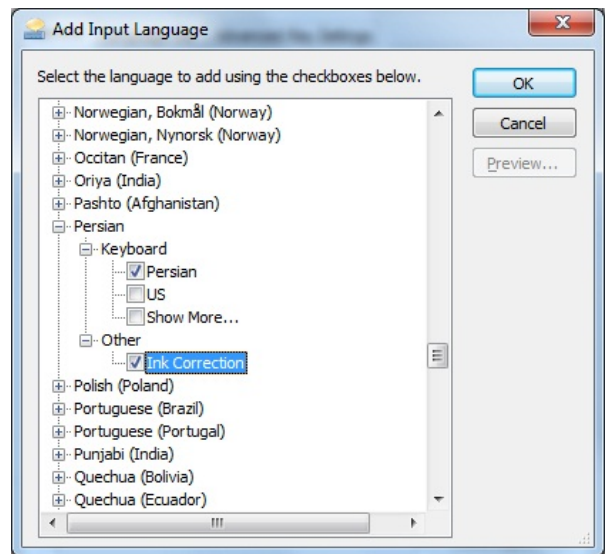 Add Input Language
Select the language to add using the checkboxes below.
OK
Cancel
Preview...
Norwegian, Bokmål (Norway)
Norwegian, Nynorsk (Norway)
Occitan (France)
Oriya (India)
Pashto (Afghanistan)
Persian
Keyboard
Persian
US
Show More...
Other
Ink Correction
Polish (Poland)
Portuguese (Brazil)
Portuguese (Portugal)
Punjabi (India)
Quechua (Bolivia)
Quechua (Ecuador)